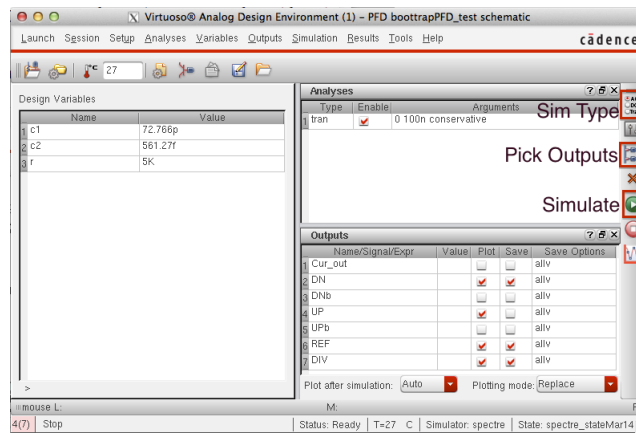 Virtuoso® Analog Design Environment (1) – PFD boottrapPFD_test schematic
Launch Session Setup Analyses Variables Outputs Simulation Results Tools Help cādence
°C 27
Design Variables
Name Value
1 c1 72.766p
2 c2 561.27f
3 r 5K
>
Analyses ?
Type Enable Arguments
1 tran 0 100n conservative
Sim Type
Pick Outputs
Simulate
Outputs ?
Name/Signal/Expr Value Plot Save Save Options
1 Cur_out allv
2 DN allv
3 DNb allv
4 UP allv
5 UPb allv
6 REF allv
7 DIV allv
Plot after simulation: Auto Plotting mode: Replace
mouse L: M:
4(7) Stop Status: Ready T=27 C Simulator: spectre State: spectre_stateMar14